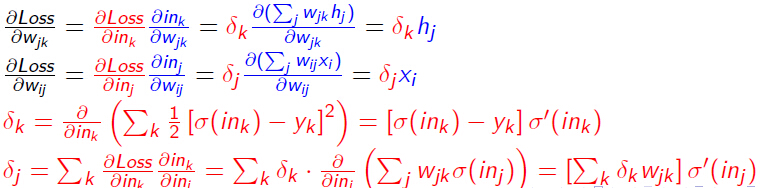 ∂Loss/∂w_jk = ∂Loss/∂in_k ∂in_k/∂w_jk = δ_k ∂(∑_j w_jk h_j)/∂w_jk = δ_k h_j
∂Loss/∂w_ij = ∂Loss/∂in_j ∂in_j/∂w_ij = δ_j ∂(∑_j w_ij x_i)/∂w_ij = δ_j x_i
δ_k = ∂/∂in_k (∑_k 1/2 [σ(in_k) − y_k]²) = [σ(in_k) − y_k] σ′(in_k)
δ_j = ∑_k ∂Loss/∂in_k ∂in_k/∂in_j = ∑_k δ_k · ∂/∂in_j (∑_j w_jk σ(in_j)) = [∑_k δ_k w_jk] σ′(in_j)